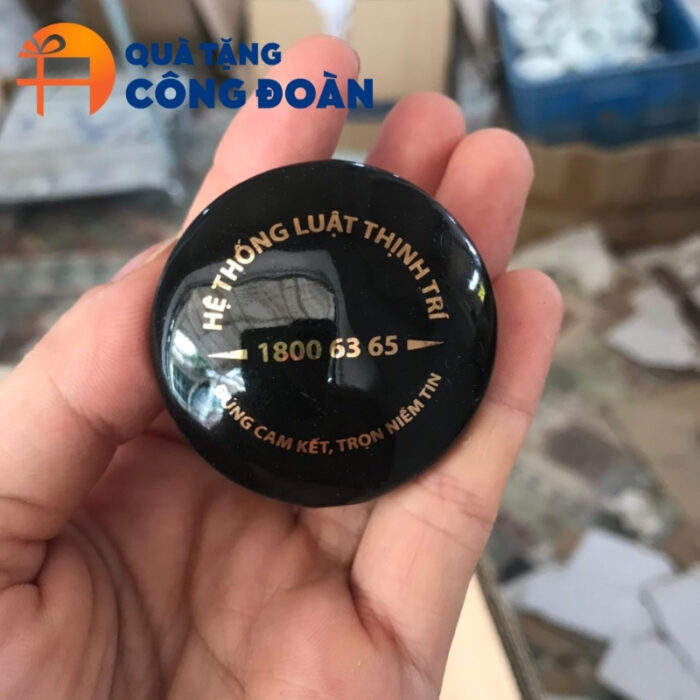 QUÀ TẶNG
CÔNG ĐOÀN
HỆ THỐNG LUẬT THỊNH TRÍ
1800 63 65
CAM KẾT, TRỌN NIỀM TIN